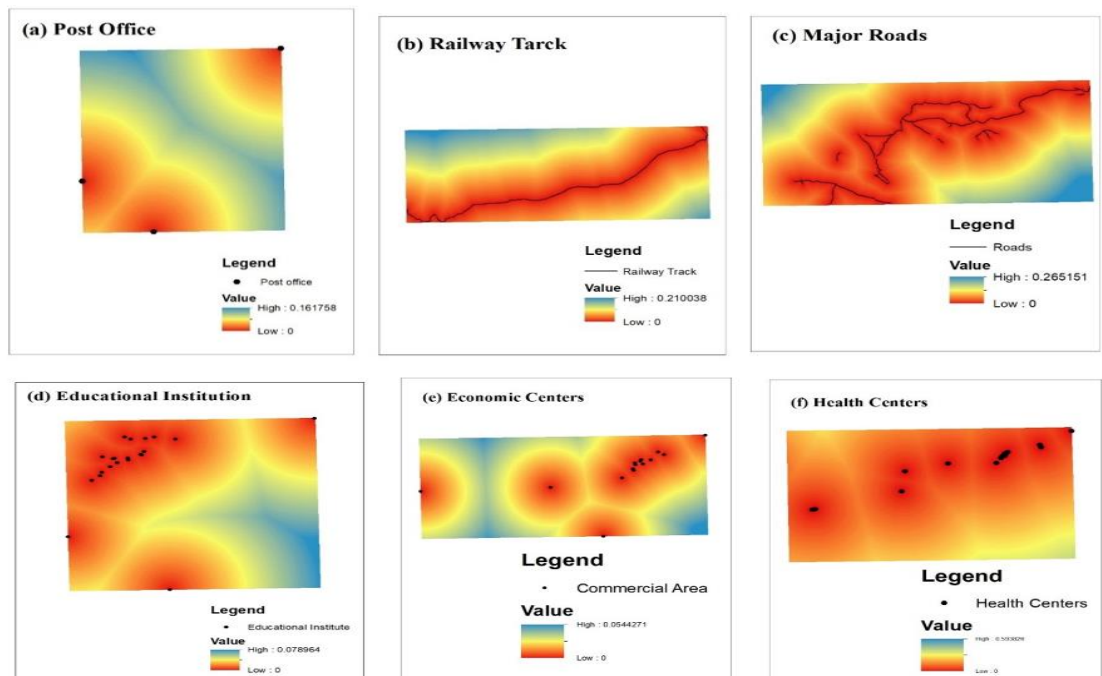 (a) Post Office
Legend
Post office
Value
High : 0.161758
Low : 0
(b) Railway Tarck
Legend
Railway Track
Value
High : 0.210038
Low : 0
(c) Major Roads
Legend
Roads
Value
High : 0.265151
Low : 0
(d) Educational Institution
Legend
Educational Institute
Value
High : 0.078964
Low : 0
(e) Economic Centers
Legend
Commercial Area
Value
High : 0.0544271
Low : 0
(f) Health Centers
Legend
Health Centers
Value
High :
Low : 0